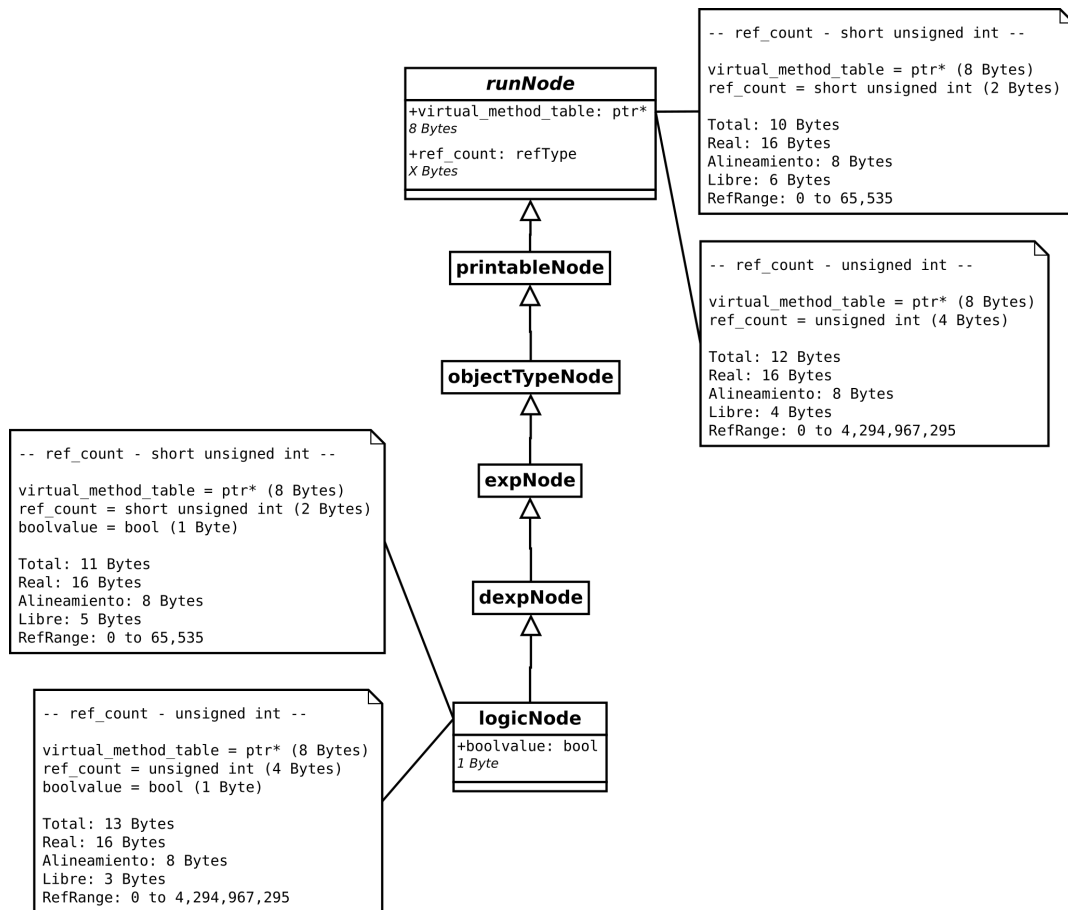 -- ref_count - short unsigned int --
virtual_method_table = ptr* (8 Bytes)
ref_count = short unsigned int (2 Bytes)
Total: 10 Bytes
Real: 16 Bytes
Alineamiento: 8 Bytes
Libre: 6 Bytes
RefRange: 0 to 65,535
runNode
+virtual_method_table: ptr*
8 Bytes
+ref_count: refType
X Bytes
printableNode
-- ref_count - unsigned int --
virtual_method_table = ptr* (8 Bytes)
ref_count = unsigned int (4 Bytes)
Total: 12 Bytes
Real: 16 Bytes
Alineamiento: 8 Bytes
Libre: 4 Bytes
RefRange: 0 to 4,294,967,295
objectTypeNode
expNode
-- ref_count - short unsigned int --
virtual_method_table = ptr* (8 Bytes)
ref_count = short unsigned int (2 Bytes)
boolvalue = bool (1 Byte)
Total: 11 Bytes
Real: 16 Bytes
Alineamiento: 8 Bytes
Libre: 5 Bytes
RefRange: 0 to 65,535
dexpNode
logicNode
+boolvalue: bool
1 Byte
-- ref_count - unsigned int --
virtual_method_table = ptr* (8 Bytes)
ref_count = unsigned int (4 Bytes)
boolvalue = bool (1 Byte)
Total: 13 Bytes
Real: 16 Bytes
Alineamiento: 8 Bytes
Libre: 3 Bytes
RefRange: 0 to 4,294,967,295